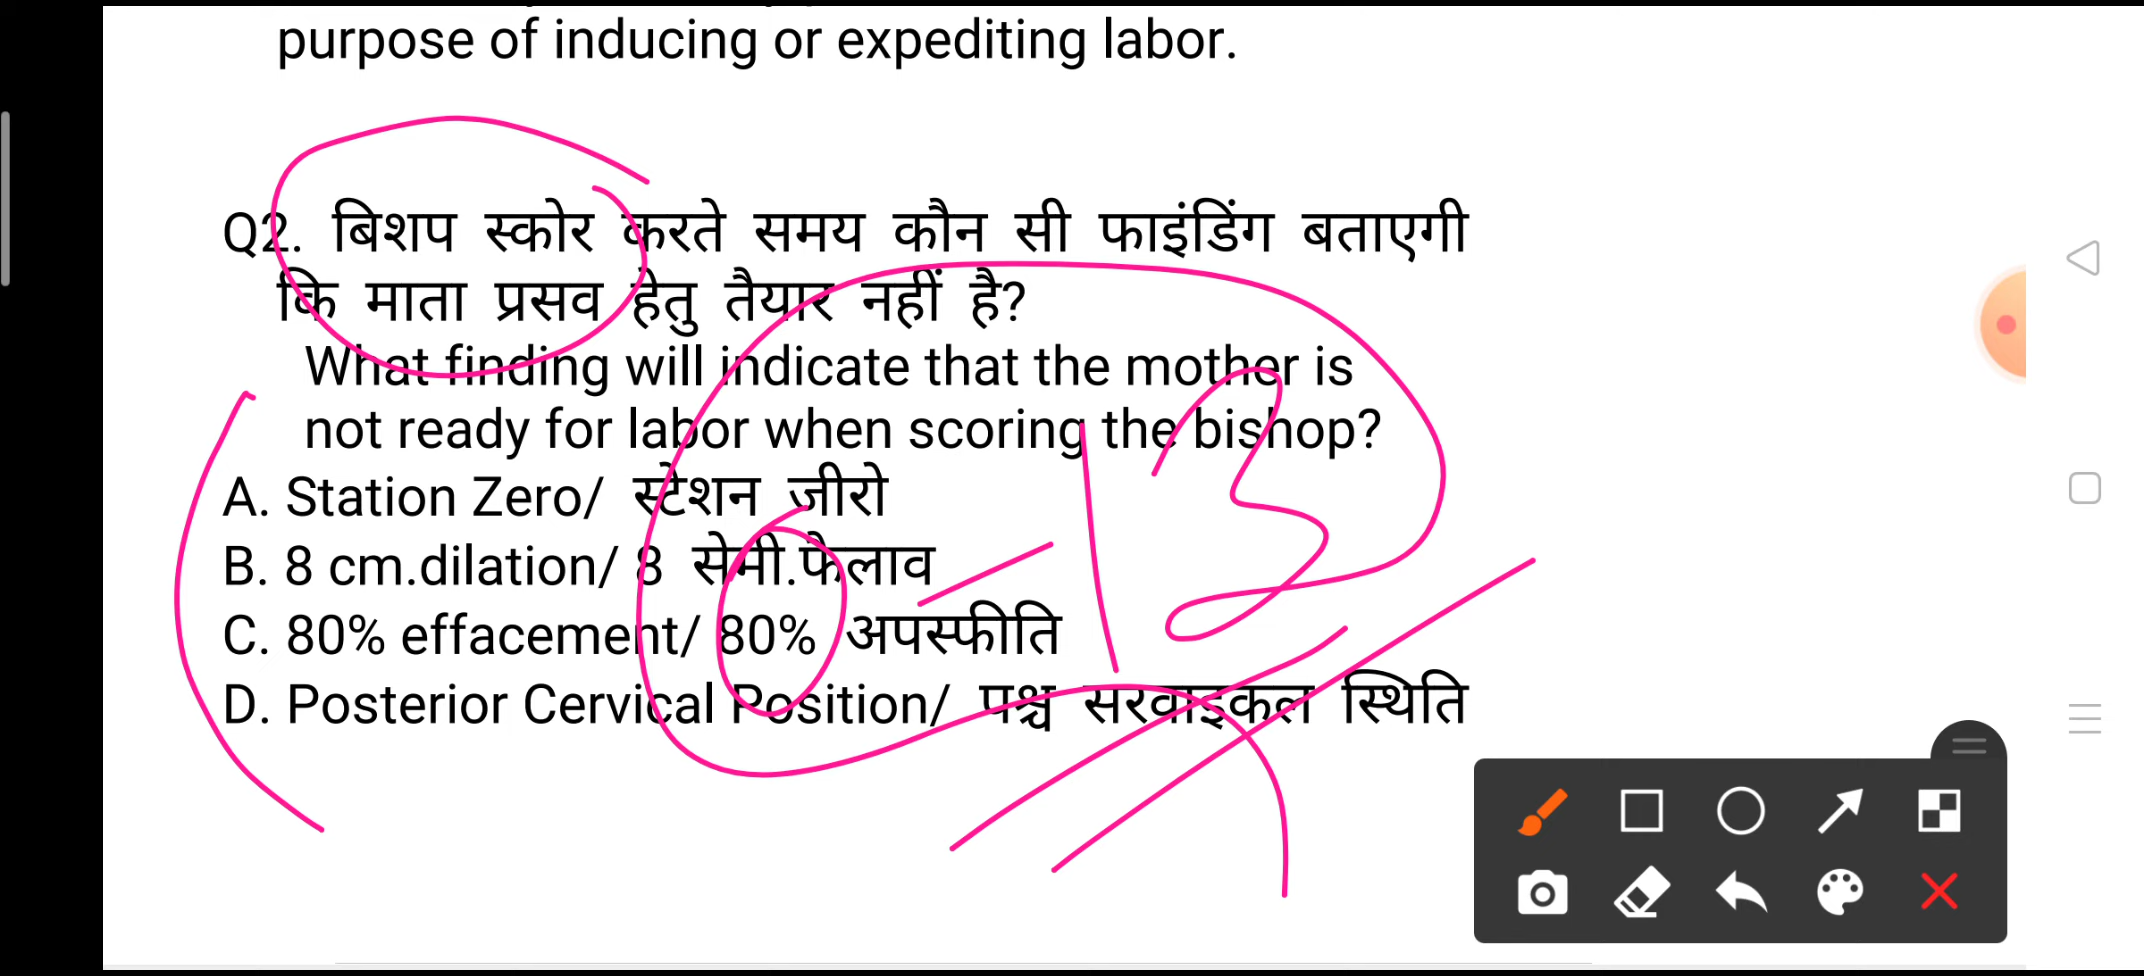 purpose of inducing or expediting labor.
Q2. बिशप स्कोर करते समय कौन सी फाइंडिंग बताएगी
कि माता प्रसव हेतु तैयार नहीं है?
What finding will indicate that the mother is
not ready for labor when scoring the bishop?
A. Station Zero/ स्टेशन जीरो
B. 8 cm.dilation/ 8 सेमी.फैलाव
C. 80% effacement/ 80% अपस्फीति
D. Posterior Cervical Position/ पश्च सरवाइकल स्थिति
0 - 13